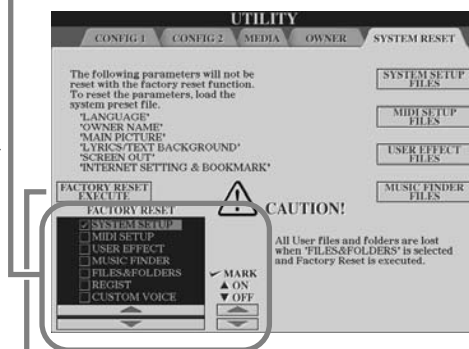 UTILITY
CONFIG 1 CONFIG 2 MEDIA OWNER SYSTEM RESET
The following parameters will not be
reset with the factory reset function.
To reset the parameters, load the
system preset file.
"LANGUAGE"
"OWNER NAME"
"MAIN PICTURE"
"LYRICS/TEXT BACKGROUND"
"SCREEN OUT"
"INTERNET SETTING & BOOKMARK"
SYSTEM SETUP
FILES
MIDI SETUP
FILES
USER EFFECT
FILES
MUSIC FINDER
FILES
FACTORY RESET
EXECUTE
CAUTION!
All User files and folders are lost
when "FILES&FOLDERS" is selected
and Factory Reset is executed.
FACTORY RESET
SYSTEM SETUP
MIDI SETUP
USER EFFECT
MUSIC FINDER
FILES&FOLDERS
REGIST
CUSTOM VOICE
MARK
▲ ON
▼ OFF